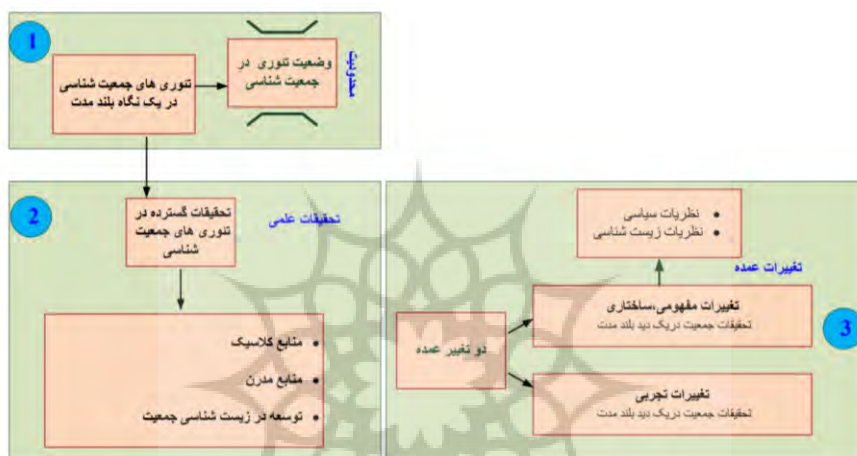 1
تئوری های جمعیت شناسی
در یک نگاه بلند مدت
وضعیت تئوری در
جمعیت شناسی
محدودیت
2
تحقیقات گسترده در
تئوری های جمعیت
شناسی
تحقیقات علمی
• منابع کلاسیک
• منابع مدرن
• توسعه در زیست شناسی جمعیت
3
• نظریات سیاسی
• نظریات زیست شناسی
تغییرات عمده
دو تغییر عمده
تغییرات مفهومی،ساختاری
تحقیقات جمعیت دریک دید بلند مدت
تغییرات تجربی
تحقیقات جمعیت دریک دید بلند مدت